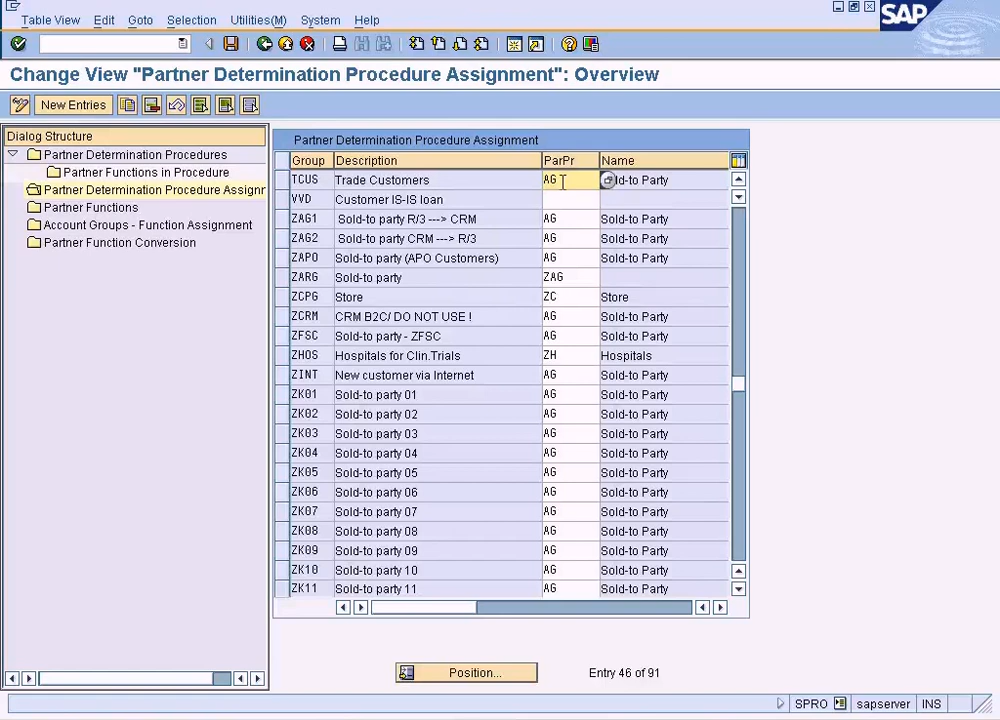 Table View Edit Goto Selection Utilities(M) System Help
SAP
Change View "Partner Determination Procedure Assignment": Overview
New Entries
Dialog Structure
Partner Determination Procedures
Partner Functions in Procedure
Partner Determination Procedure Assignr
Partner Functions
Account Groups - Function Assignment
Partner Function Conversion
Partner Determination Procedure Assignment
Group Description ParPr Name
TCUS Trade Customers AG ld-to Party
VVD Customer IS-IS loan
ZAG1 Sold-to party R/3 ---> CRM AG Sold-to Party
ZAG2 Sold-to party CRM ---> R/3 AG Sold-to Party
ZAPO Sold-to party (APO Customers) AG Sold-to Party
ZARG Sold-to party ZAG
ZCPG Store ZC Store
ZCRM CRM B2C/ DO NOT USE ! AG Sold-to Party
ZFSC Sold-to party - ZFSC AG Sold-to Party
ZHOS Hospitals for Clin.Trials ZH Hospitals
ZINT New customer via Internet AG Sold-to Party
ZK01 Sold-to party 01 AG Sold-to Party
ZK02 Sold-to party 02 AG Sold-to Party
ZK03 Sold-to party 03 AG Sold-to Party
ZK04 Sold-to party 04 AG Sold-to Party
ZK05 Sold-to party 05 AG Sold-to Party
ZK06 Sold-to party 06 AG Sold-to Party
ZK07 Sold-to party 07 AG Sold-to Party
ZK08 Sold-to party 08 AG Sold-to Party
ZK09 Sold-to party 09 AG Sold-to Party
ZK10 Sold-to party 10 AG Sold-to Party
ZK11 Sold-to party 11 AG Sold-to Party
Position... Entry 46 of 91
SPRO sapserver INS